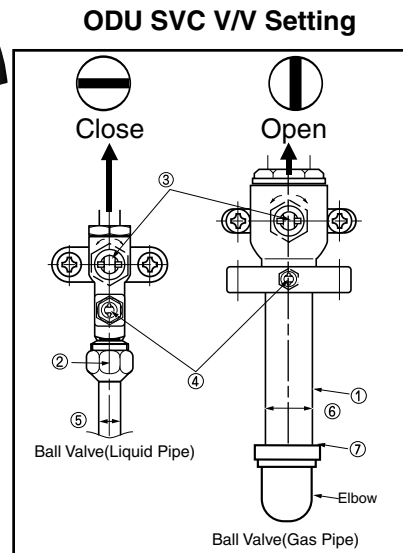 ODU SVC V/V Setting
Close
Open
③
②
④
①
⑤
⑥
⑦
Ball Valve(Liquid Pipe)
Elbow
Ball Valve(Gas Pipe)